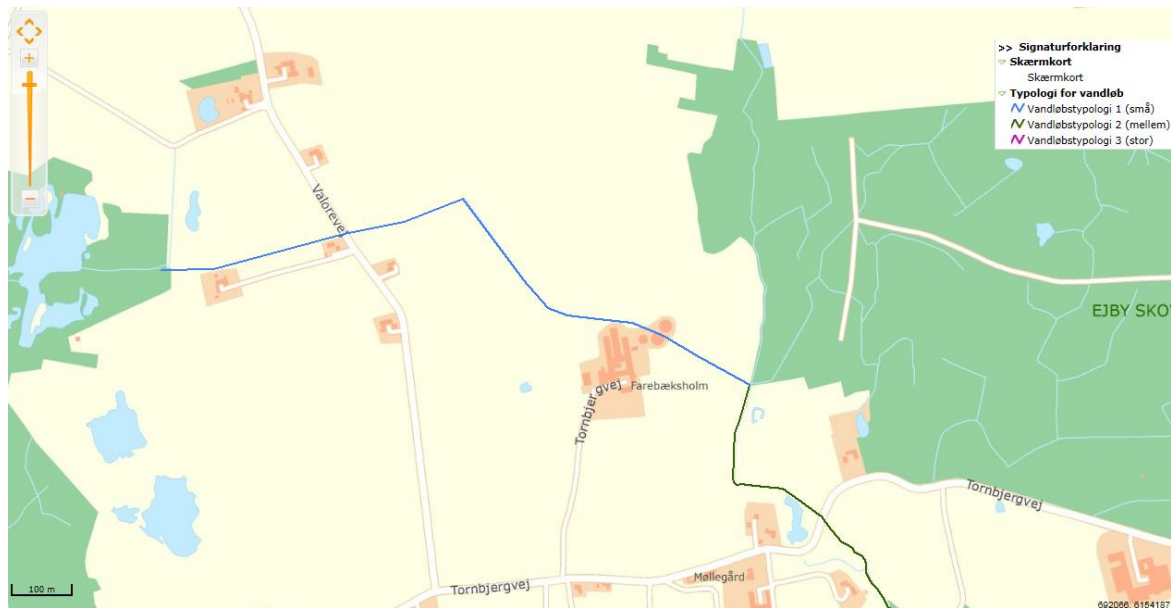 >> Signaturforklaring
Skærmkort
Skærmkort
Typologi for vandløb
Vandløbstypologi 1 (små)
Vandløbstypologi 2 (mellem)
Vandløbstypologi 3 (stor)
Valorevej
EJBY SKOV
Farebæksholm
Tornbjergvej
Tornbjergvej
Møllegård
Tornbjergvej
100 m
692066, 6154187